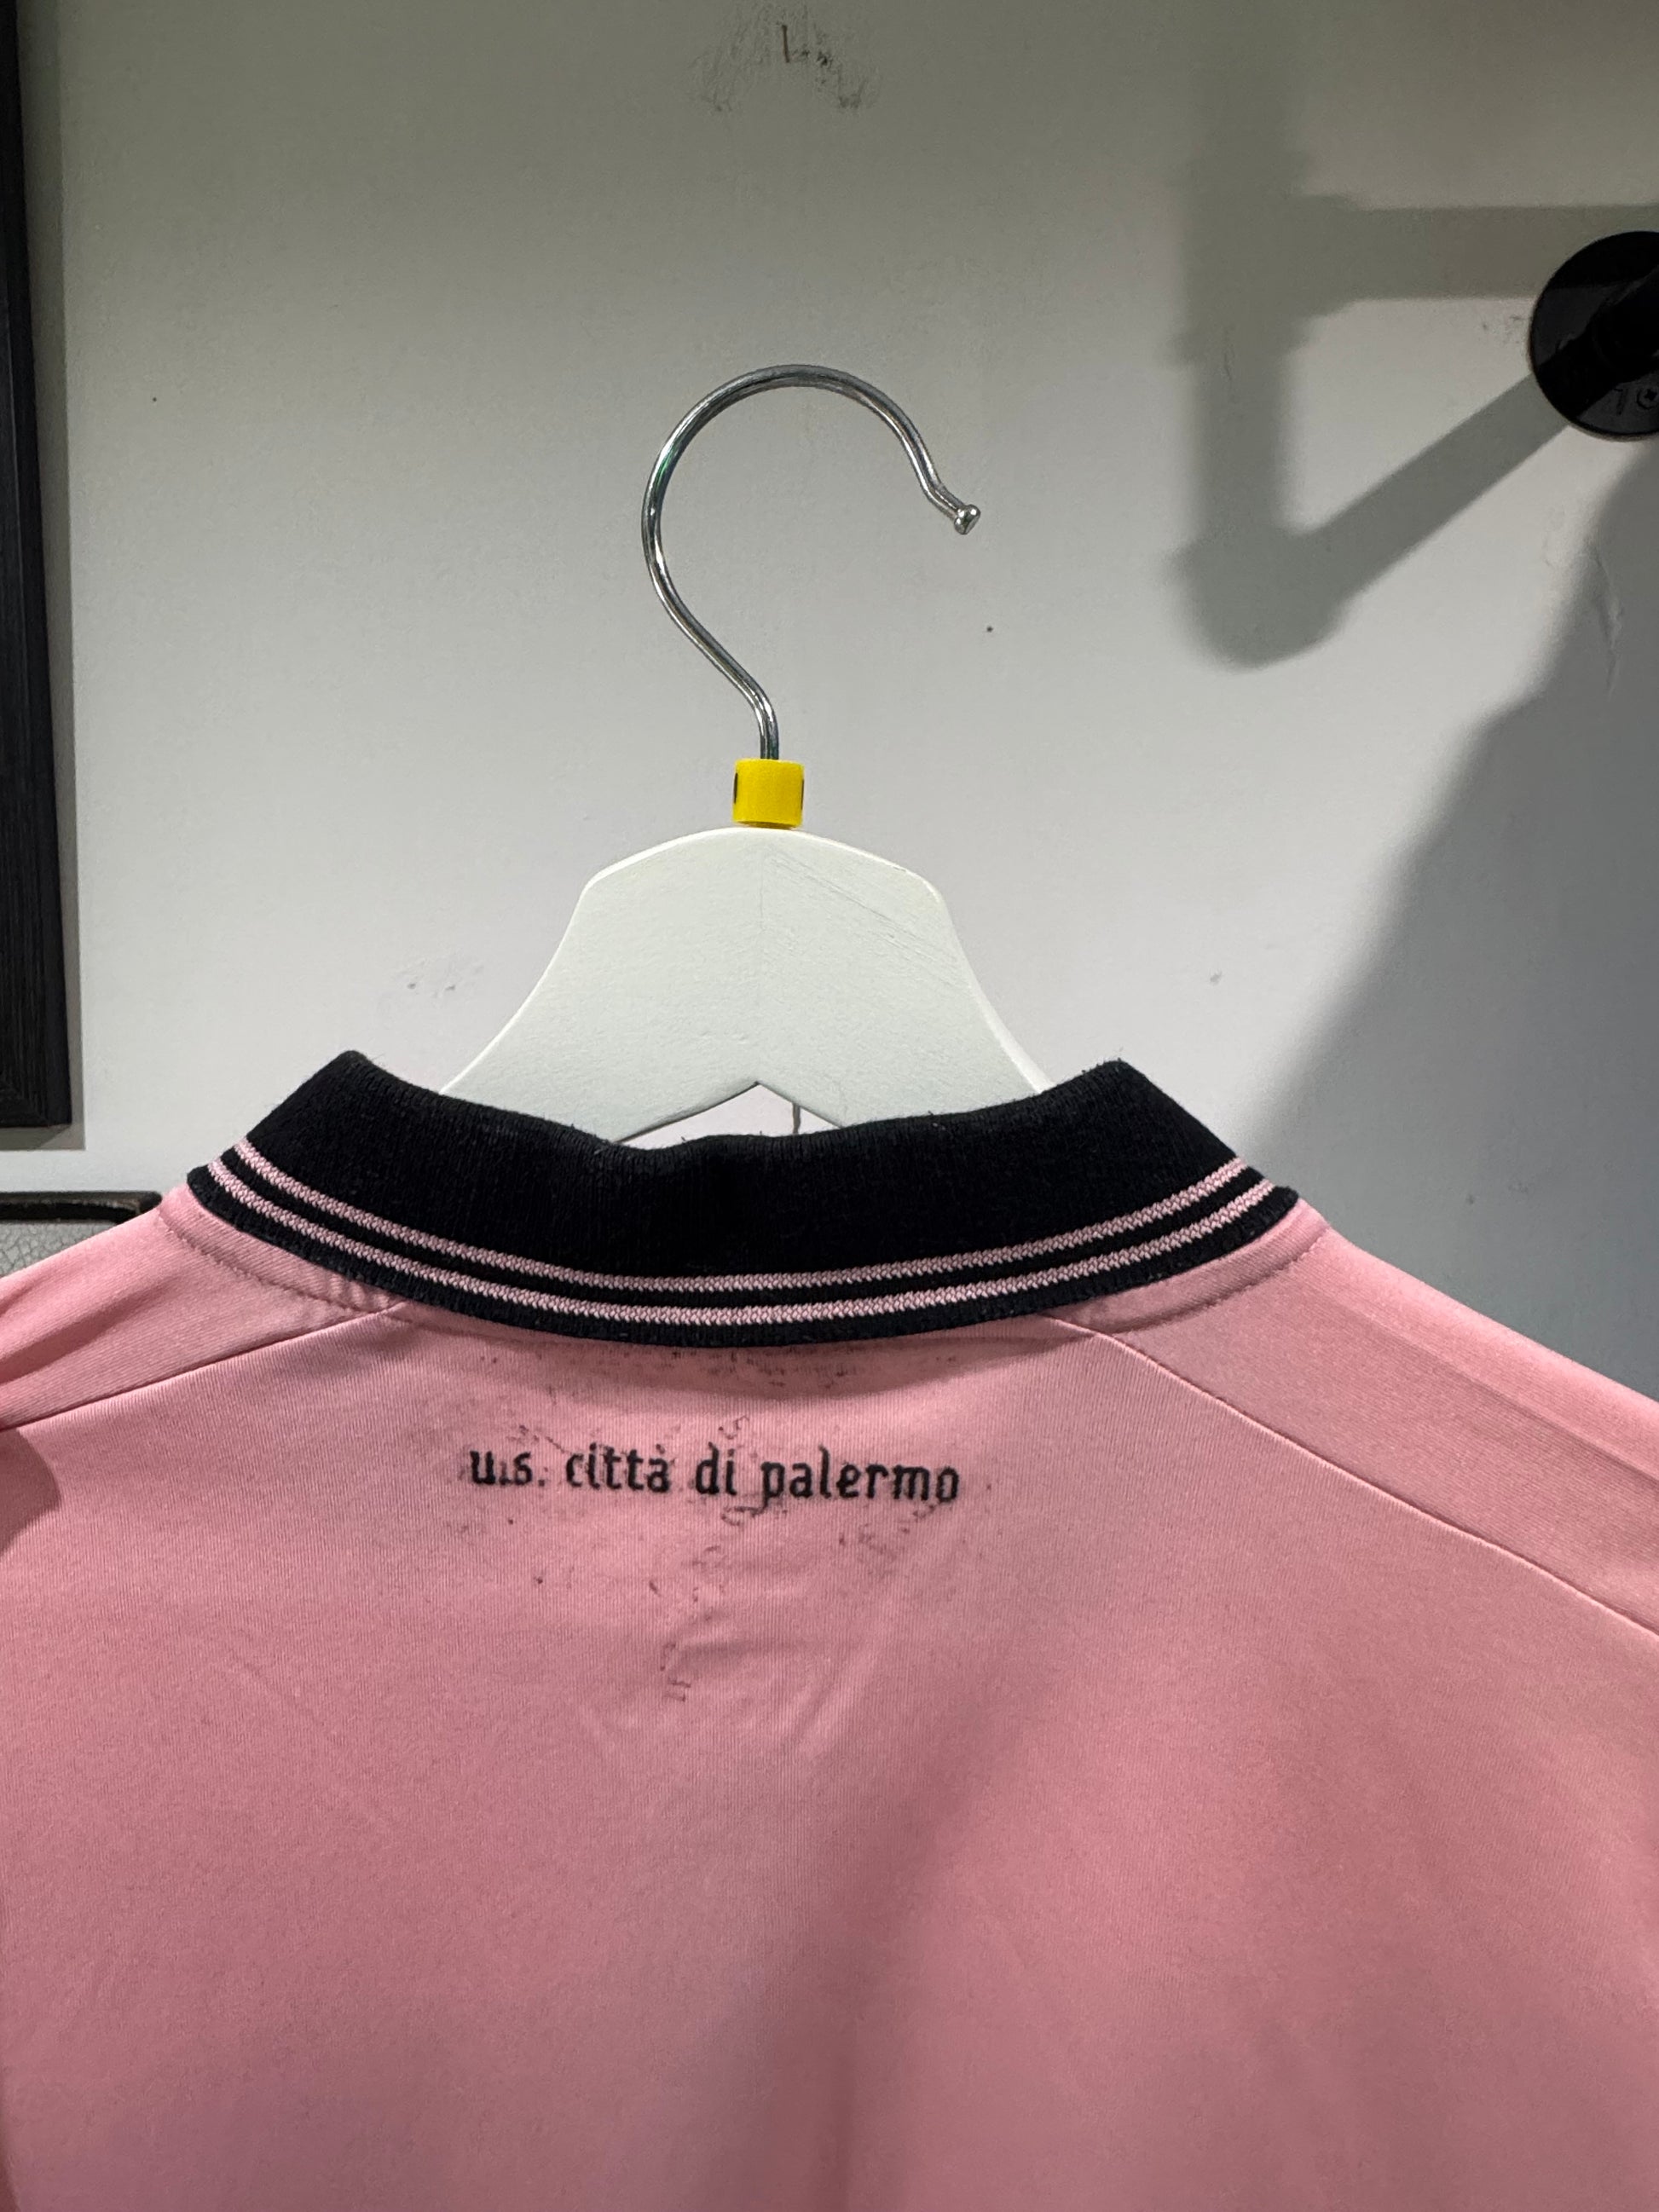 u.s. città di palermo